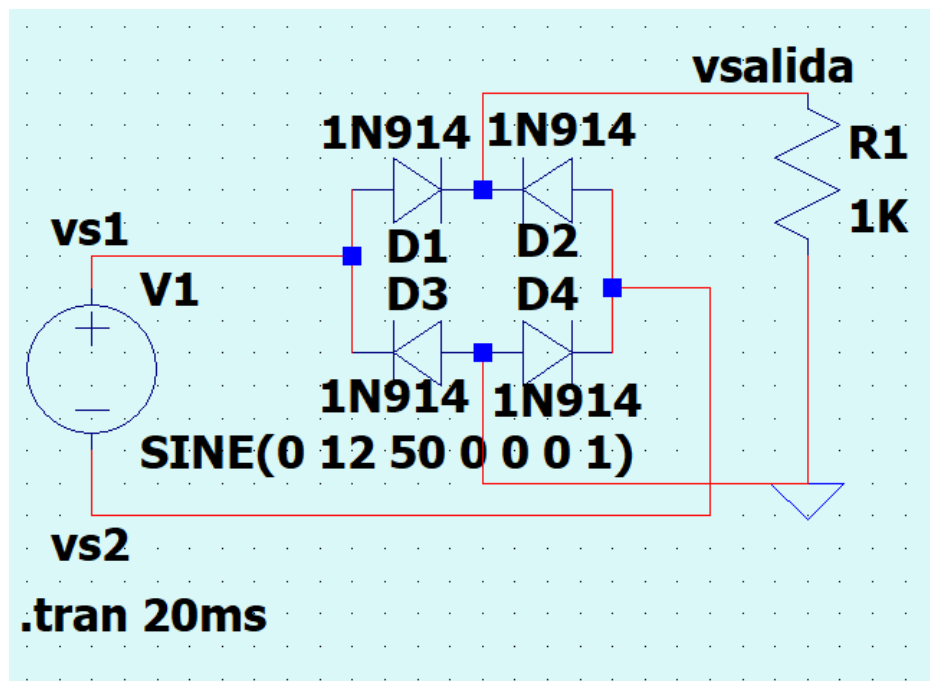 vsalida
1N914 1N914
R1
1K
vs1
D1 D2
V1
D3 D4
1N914 1N914
SINE(0 12 50 0 0 0 1)
vs2
.tran 20ms